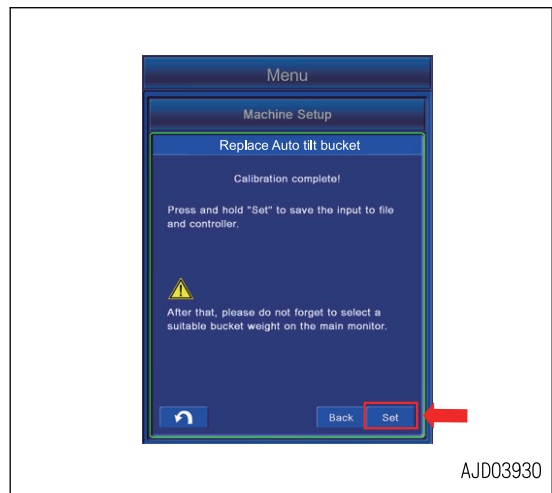 Menu
Machine Setup
Replace Auto tilt bucket
Calibration complete!
Press and hold "Set" to save the input to file
and controller.
After that, please do not forget to select a
suitable bucket weight on the main monitor.
Back Set
AJD03930